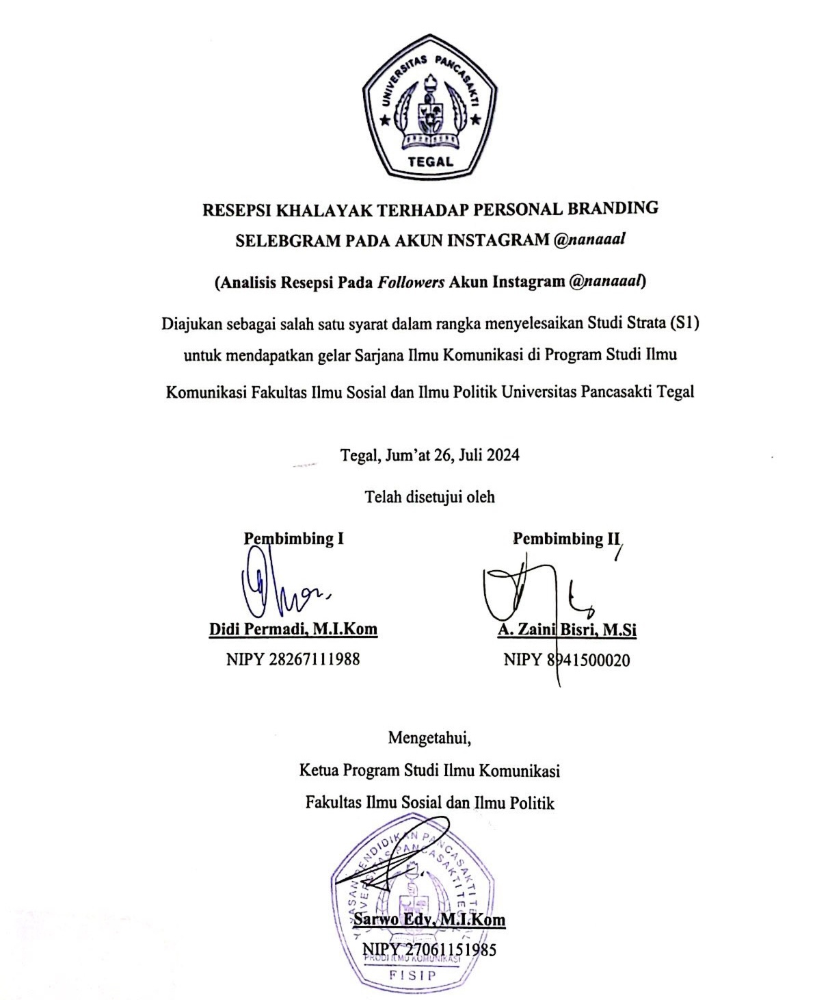 UNIVERSITAS PANCASAKTI
TEGAL
RESEPSI KHALAYAK TERHADAP PERSONAL BRANDING
SELEBGRAM PADA AKUN INSTAGRAM @nanaaal
(Analisis Resepsi Pada Followers Akun Instagram @nanaaal)
Diajukan sebagai salah satu syarat dalam rangka menyelesaikan Studi Strata (S1)
untuk mendapatkan gelar Sarjana Ilmu Komunikasi di Program Studi Ilmu
Komunikasi Fakultas Ilmu Sosial dan Ilmu Politik Universitas Pancasakti Tegal
Tegal, Jum’at 26, Juli 2024
Telah disetujui oleh
Pembimbing I
Pembimbing II
Didi Permadi, M.I.Kom
A. Zaini Bisri, M.Si
NIPY 28267111988
NIPY 8941500020
Mengetahui,
Ketua Program Studi Ilmu Komunikasi
Fakultas Ilmu Sosial dan Ilmu Politik
YAYASAN PENDIDIKAN PANCASAKTI
UNIVERSITAS PANCASAKTI
Sarwo Edy, M.I.Kom
NIPY 27061151985
PRODI ILMU KOMUNIKASI
FISIP